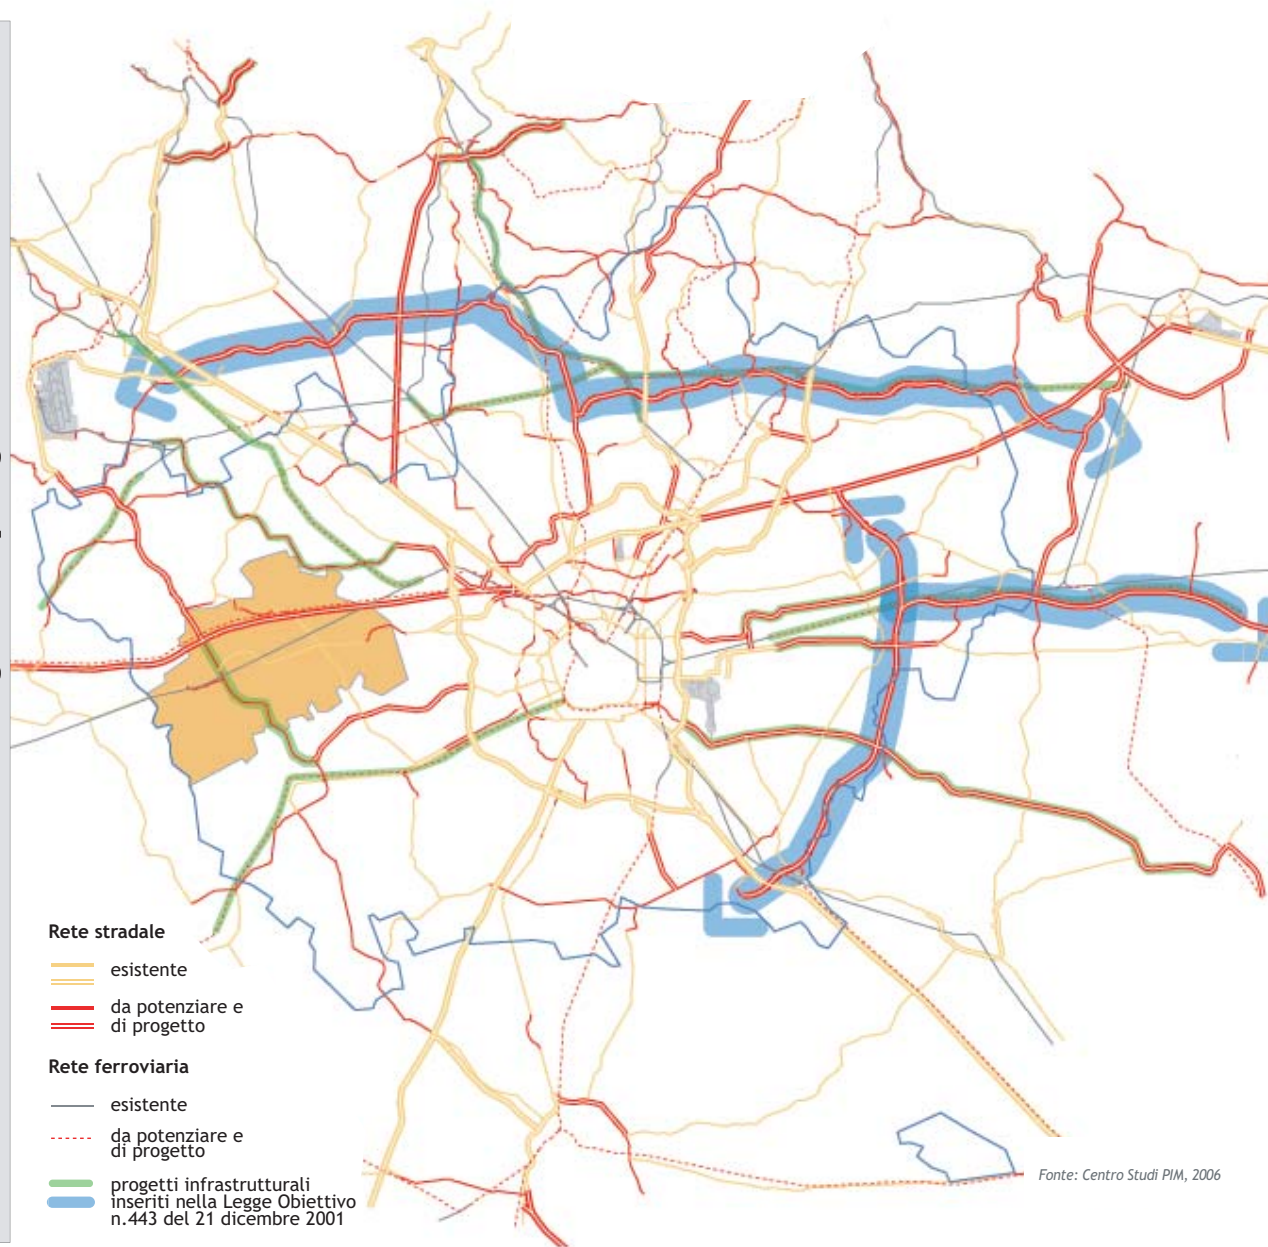 Rete stradale
esistente
da potenziare e
di progetto
Rete ferroviaria
esistente
da potenziare e
di progetto
progetti infrastrutturali
inseriti nella Legge Obiettivo
n.443 del 21 dicembre 2001
Fonte: Centro Studi PIM, 2006